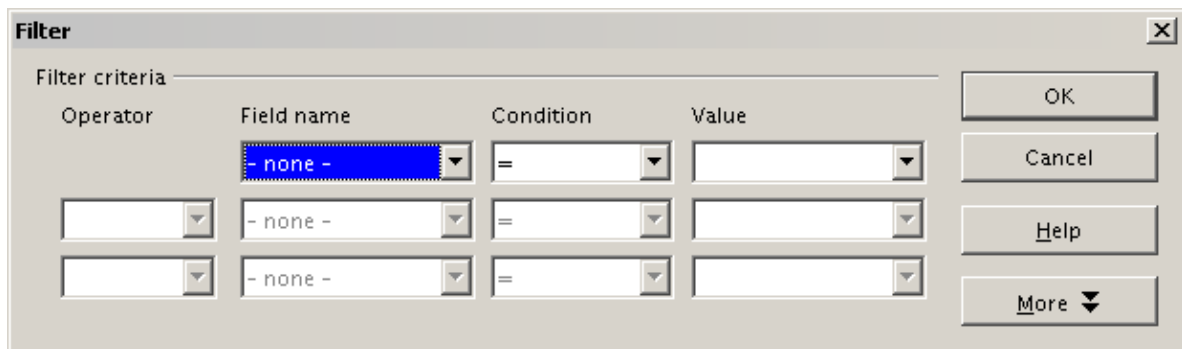 Filter
Filter criteria
OK
Operator Field name Condition Value
- none - =
Cancel
- none - =
Help
- none - =
More